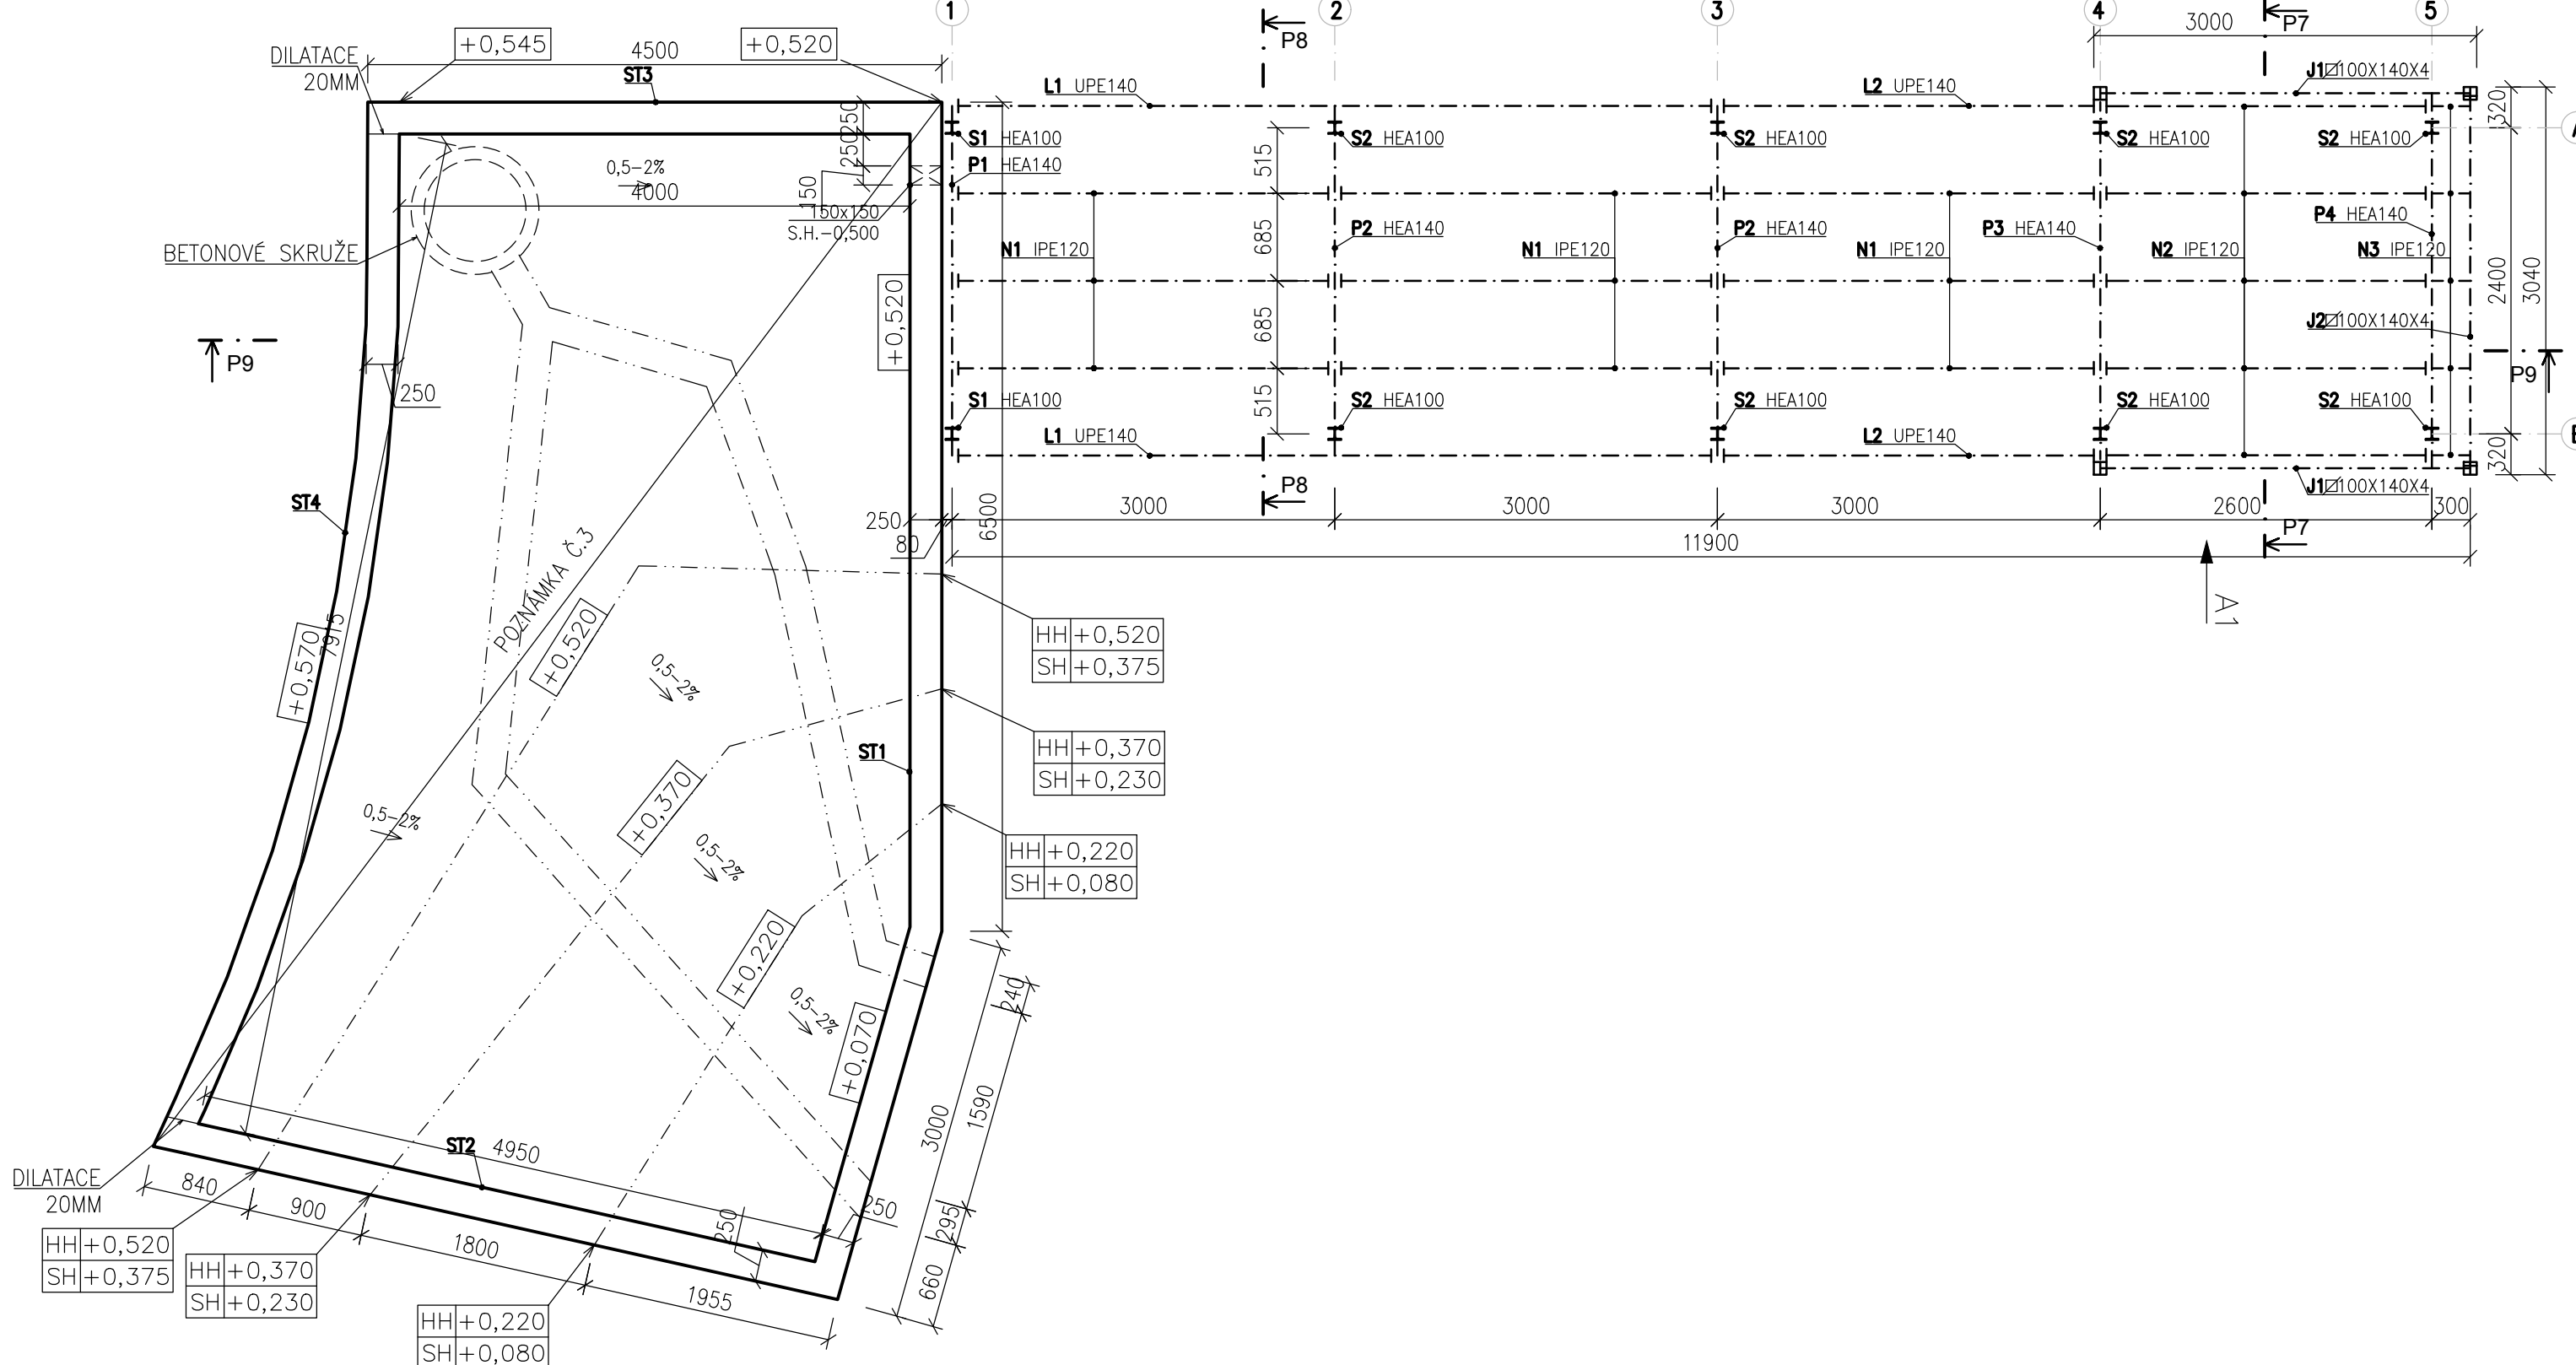 1
2
3
4
5
P8
P7
3000
+0,545
4500
+0,520
DILATACE
20MM
ST3
L1 UPE140
L2 UPE140
J1 100X140X4
320
250
250
150
S1 HEA100
P1 HEA140
S2 HEA100
S2 HEA100
S2 HEA100
S2 HEA100
515
0,5-2%
4000
150x150
S.H.-0,500
BETONOVÉ SKRUŽE
N1 IPE120
P2 HEA140
685
N1 IPE120
P2 HEA140
N1 IPE120
P3 HEA140
N2 IPE120
P4 HEA140
N3 IPE120
2400
3040
+0,520
685
J2 100X140X4
P9
P9
250
515
S1 HEA100
S2 HEA100
S2 HEA100
S2 HEA100
S2 HEA100
L1 UPE140
L2 UPE140
320
J1 100X140X4
P8
P7
ST4
6500
250
80
3000
3000
3000
2600
300
11900
A1
POZNÁMKA Č.3
7915
+0,570
+0,520
HH +0,520
SH +0,375
0,5-2%
HH +0,370
SH +0,230
ST1
+0,370
0,5-2%
0,5-2%
HH +0,220
SH +0,080
+0,220
0,5-2%
+0,070
240
3000
1590
295
660
ST2
4950
250
250
DILATACE
20MM
840
900
1800
1955
HH +0,520
SH +0,375
HH +0,370
SH +0,230
HH +0,220
SH +0,080